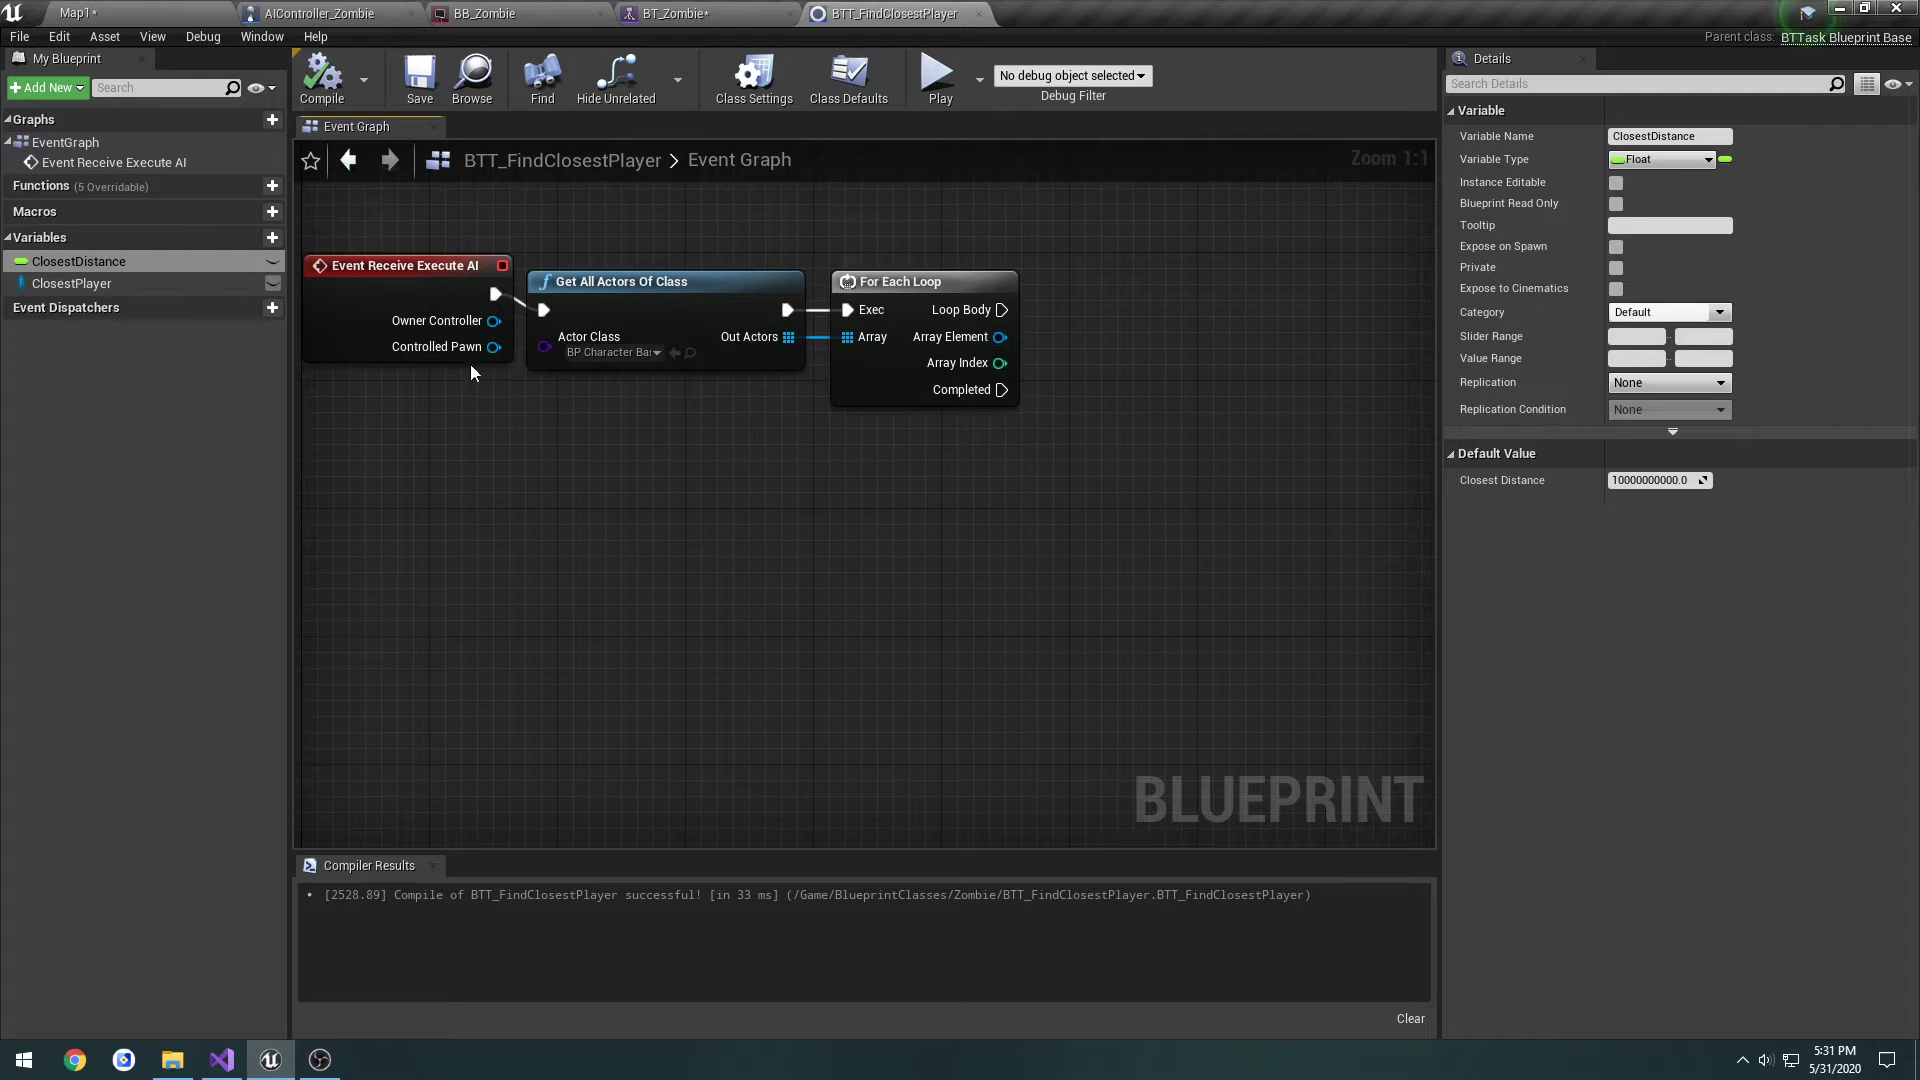 Map1*
AIController_Zombie
BB_Zombie
BT_Zombie*
BTT_FindClosestPlayer
File Edit Asset View Debug Window Help
Parent class: BTTask Blueprint Base
My Blueprint
Add New
Search
Compile
Save
Browse
Find
Hide Unrelated
Class Settings
Class Defaults
Play
No debug object selected
Debug Filter
Graphs
EventGraph
Event Receive Execute AI
Functions (5 Overridable)
Macros
Variables
ClosestDistance
ClosestPlayer
Event Dispatchers
Event Graph
BTT_FindClosestPlayer > Event Graph
Zoom 1:1
Event Receive Execute AI
Owner Controller
Controlled Pawn
Get All Actors Of Class
Actor Class
BP Character Ba
Out Actors
For Each Loop
Exec
Loop Body
Array
Array Element
Array Index
Completed
BLUEPRINT
Compiler Results
[2528.89] Compile of BTT_FindClosestPlayer successful! [in 33 ms] (/Game/BlueprintClasses/Zombie/BTT_FindClosestPlayer.BTT_FindClosestPlayer)
Clear
Details
Search Details
Variable
Variable Name
ClosestDistance
Variable Type
Float
Instance Editable
Blueprint Read Only
Tooltip
Expose on Spawn
Private
Expose to Cinematics
Category
Default
Slider Range
Value Range
Replication
None
Replication Condition
None
Default Value
Closest Distance
10000000000.0
5:31 PM
5/31/2020